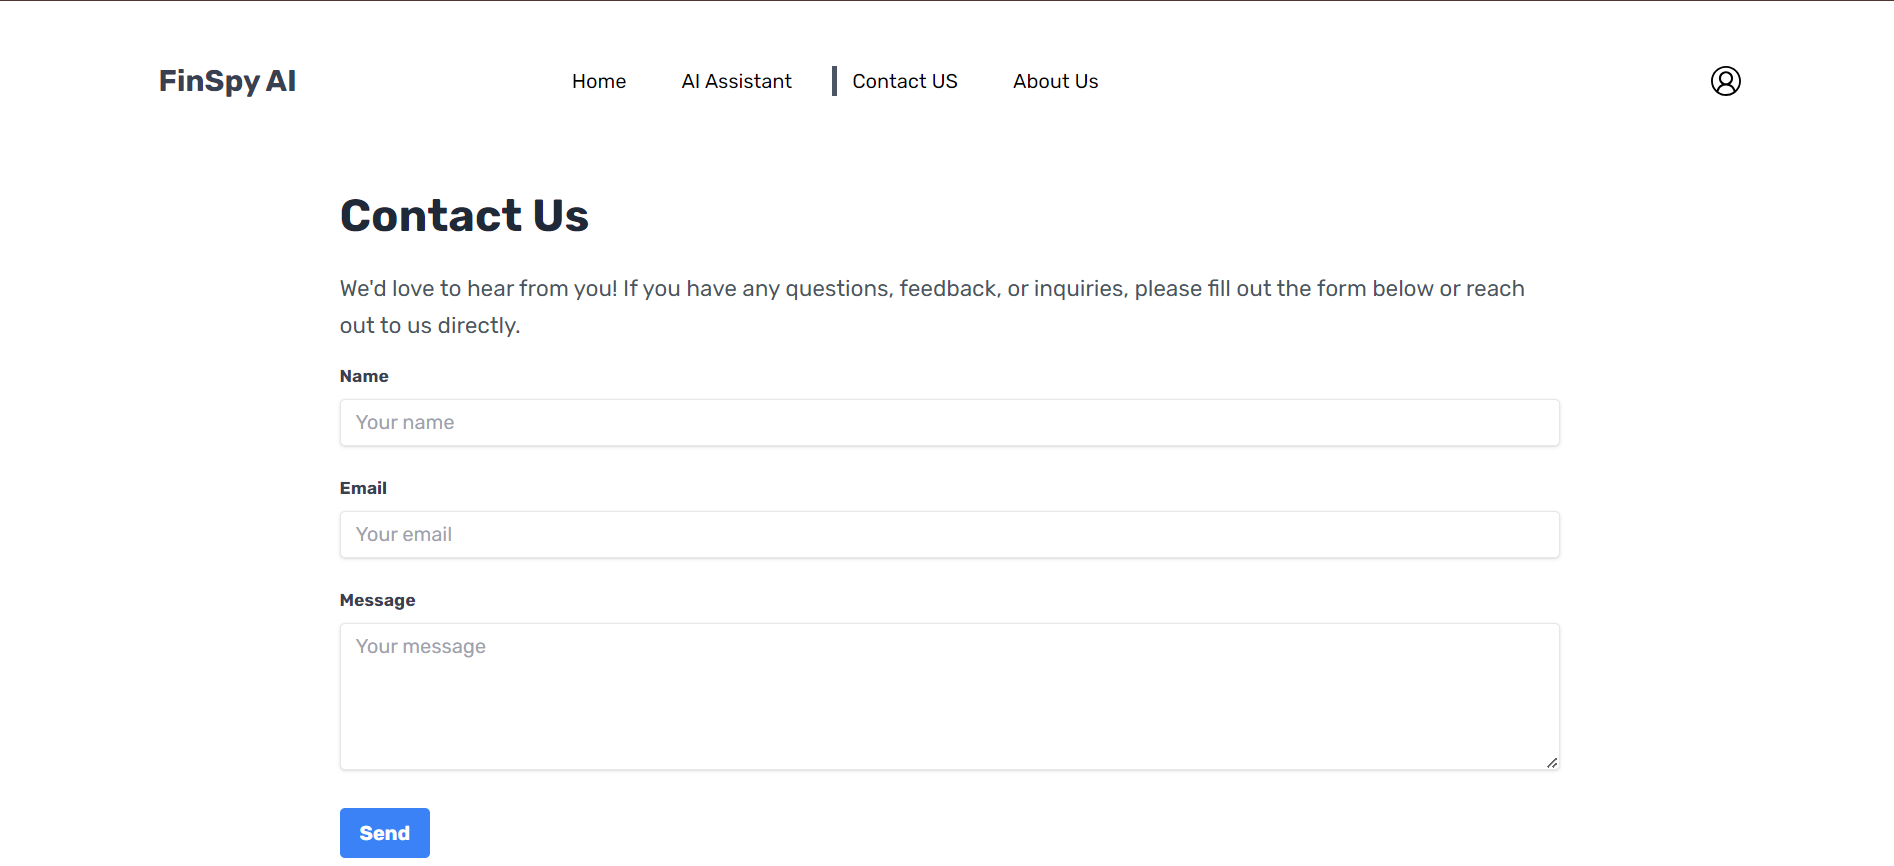 FinSpy AI
Home
AI Assistant
Contact US
About Us
Contact Us
We'd love to hear from you! If you have any questions, feedback, or inquiries, please fill out the form below or reach
out to us directly.
Name
Your name
Email
Your email
Message
Your message
Send